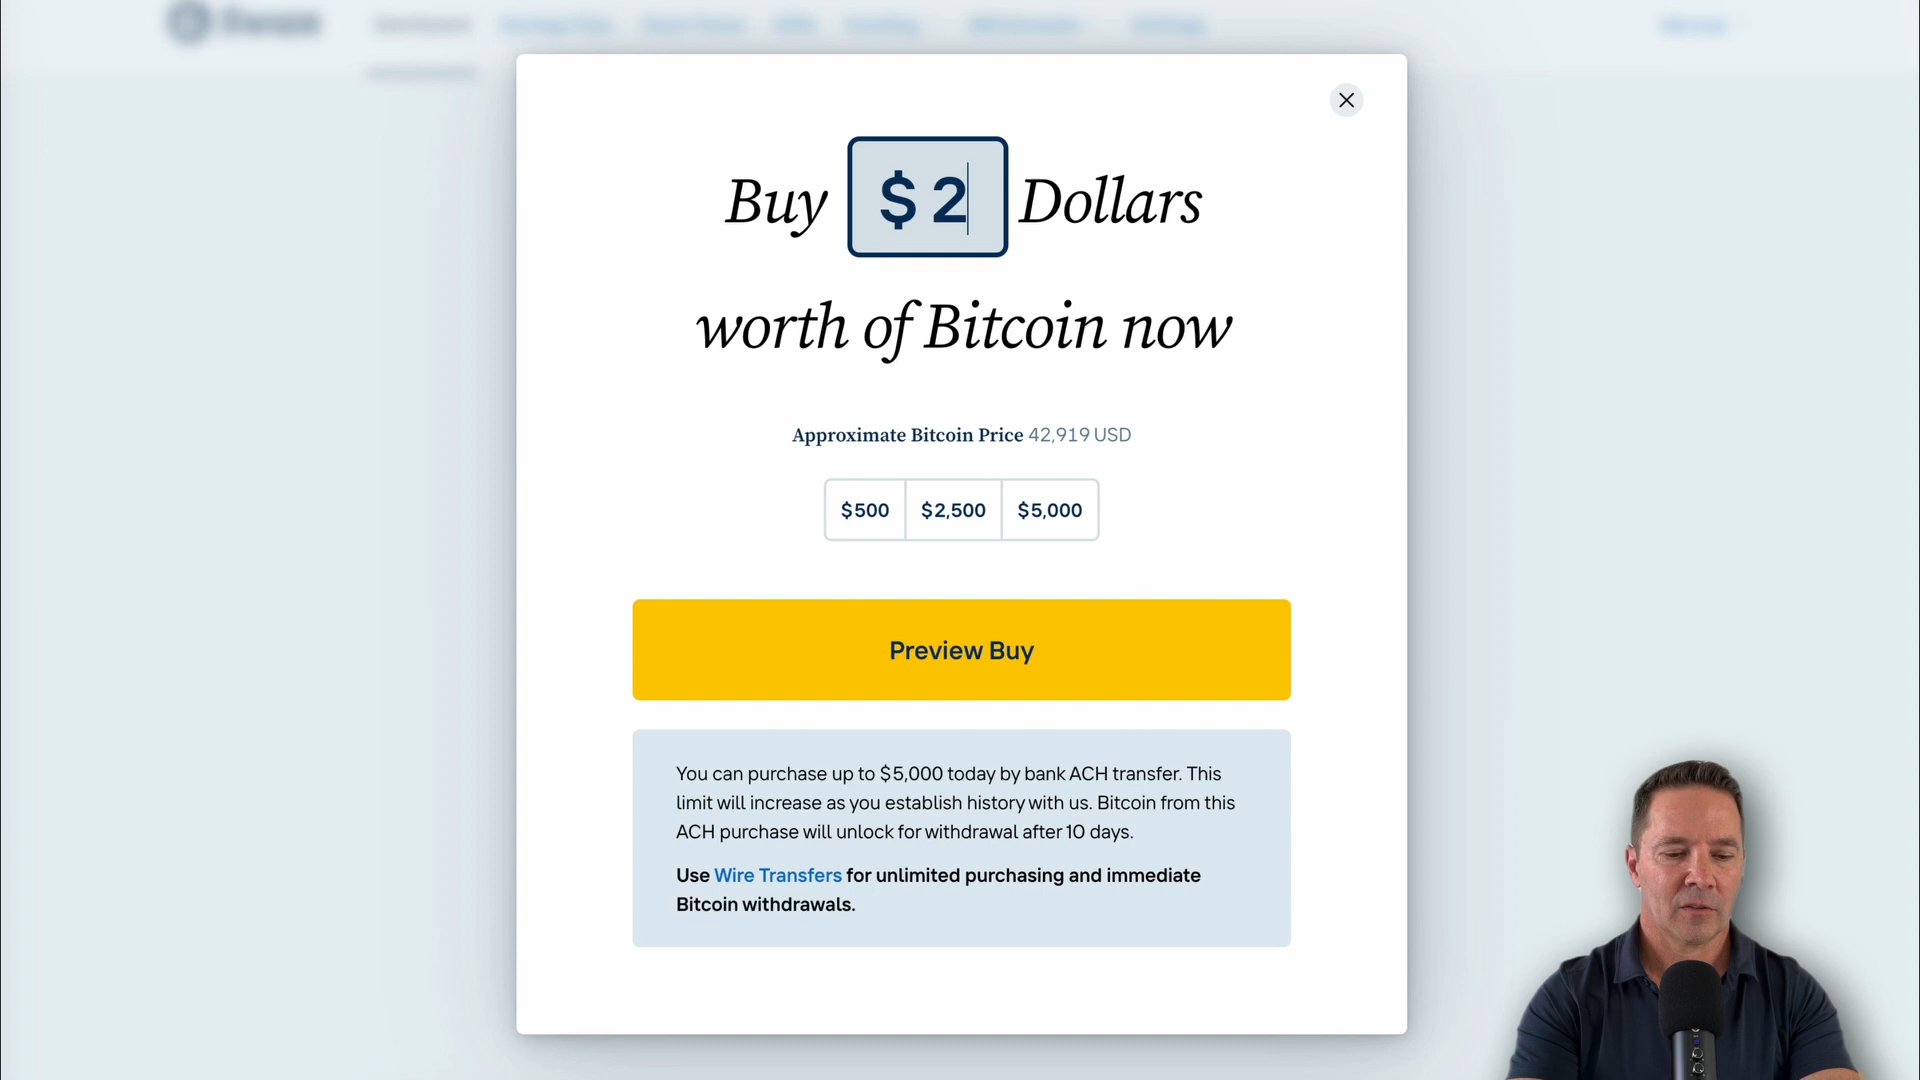 Buy $ 2 Dollars
worth of Bitcoin now
Approximate Bitcoin Price 42,919 USD
$500 $2,500 $5,000
Preview Buy
You can purchase up to $5,000 today by bank ACH transfer. This
limit will increase as you establish history with us. Bitcoin from this
ACH purchase will unlock for withdrawal after 10 days.
Use Wire Transfers for unlimited purchasing and immediate
Bitcoin withdrawals.